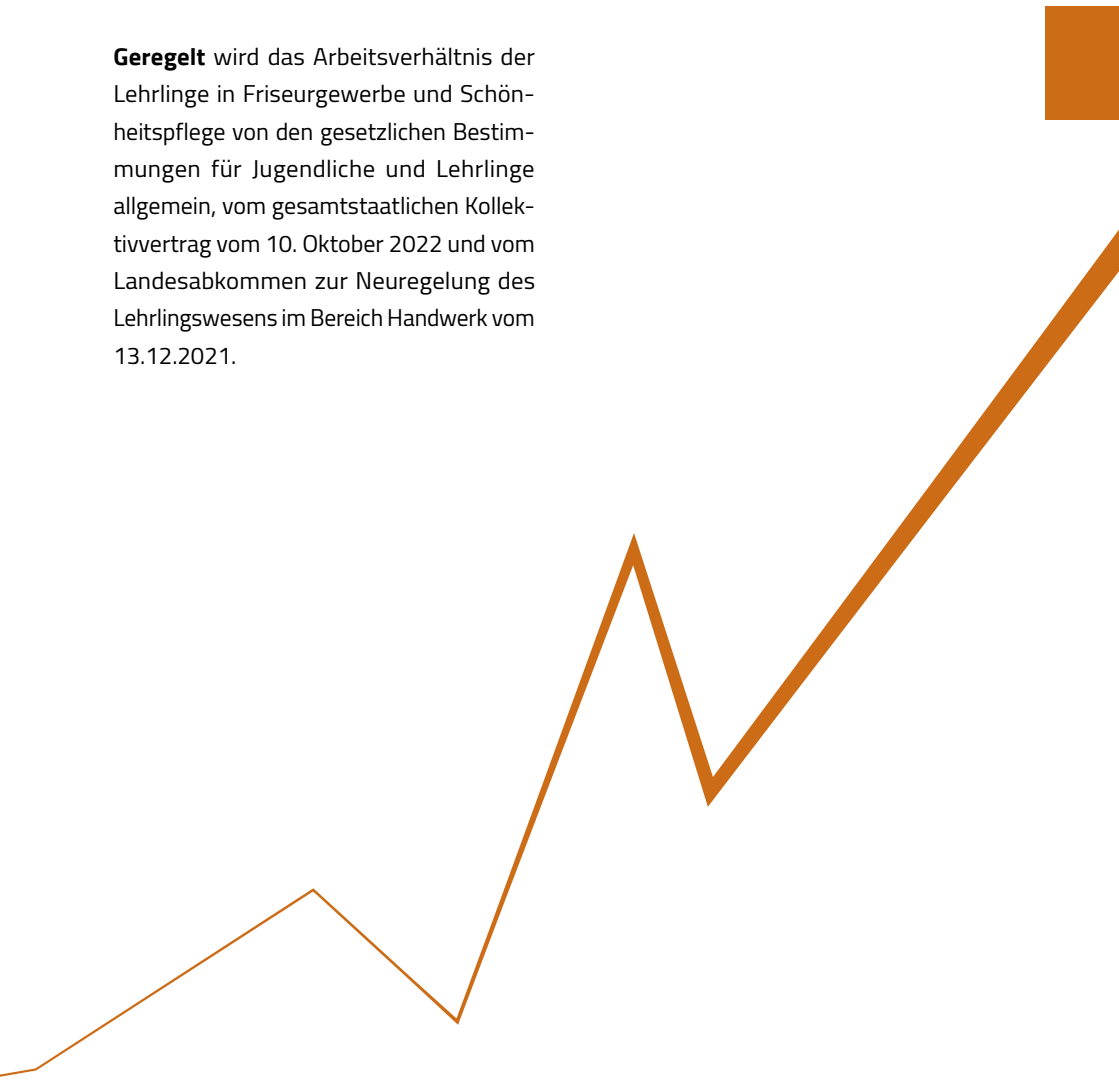 Geregelt wird das Arbeitsverhältnis der
Lehrlinge in Friseurgewerbe und Schön-
heitspflege von den gesetzlichen Bestim-
mungen für Jugendliche und Lehrlinge
allgemein, vom gesamtstaatlichen Kollek-
tivvertrag vom 10. Oktober 2022 und vom
Landesabkommen zur Neuregelung des
Lehrlingswesens im Bereich Handwerk vom
13.12.2021.